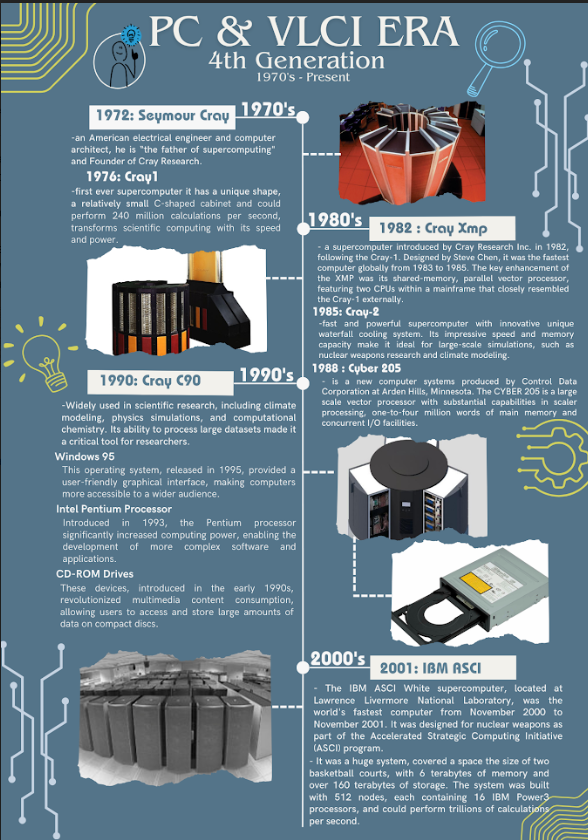 PC & VLCI ERA
4th Generation
1970's - Present
1970's
1972: Seymour Cray
-an American electrical engineer and computer
architect, he is "the father of supercomputing"
and Founder of Cray Research.
1976: Cray1
-first ever supercomputer it has a unique shape,
a relatively small C-shaped cabinet and could
perform 240 million calculations per second,
transforms scientific computing with its speed
and power.
1980's
1982 : Cray Xmp
- a supercomputer introduced by Cray Research Inc. in 1982,
following the Cray-1. Designed by Steve Chen, it was the fastest
computer globally from 1983 to 1985. The key enhancement of
the XMP was its shared-memory, parallel vector processor,
featuring two CPUs within a mainframe that closely resembled
the Cray-1 externally.
1985: Cray-2
-fast and powerful supercomputer with innovative unique
waterfall cooling system. Its impressive speed and memory
capacity make it ideal for large-scale simulations, such as
nuclear weapons research and climate modeling.
1988 : Cyber 205
- is a new computer systems produced by Control Data
Corporation at Arden Hills, Minnesota. The CYBER 205 is a large
scale vector processor with substantial capabilities in scaler
processing, one-to-four million words of main memory and
concurrent I/O facilities.
1990's
1990: Cray C90
-Widely used in scientific research, including climate
modeling, physics simulations, and computational
chemistry. Its ability to process large datasets made it
a critical tool for researchers.
Windows 95
This operating system, released in 1995, provided a
user-friendly graphical interface, making computers
more accessible to a wider audience.
Intel Pentium Processor
Introduced in 1993, the Pentium processor
significantly increased computing power, enabling the
development of more complex software and
applications.
CD-ROM Drives
These devices, introduced in the early 1990s,
revolutionized multimedia content consumption,
allowing users to access and store large amounts of
data on compact discs.
2000's
2001: IBM ASCI
- The IBM ASCI White supercomputer, located at
Lawrence Livermore National Laboratory, was the
world's fastest computer from November 2000 to
November 2001. It was designed for nuclear weapons as
part of the Accelerated Strategic Computing Initiative
(ASCI) program.
- It was a huge system, covered a space the size of two
basketball courts, with 6 terabytes of memory and
over 160 terabytes of storage. The system was built
with 512 nodes, each containing 16 IBM Power3
processors, and could perform trillions of calculations
per second.